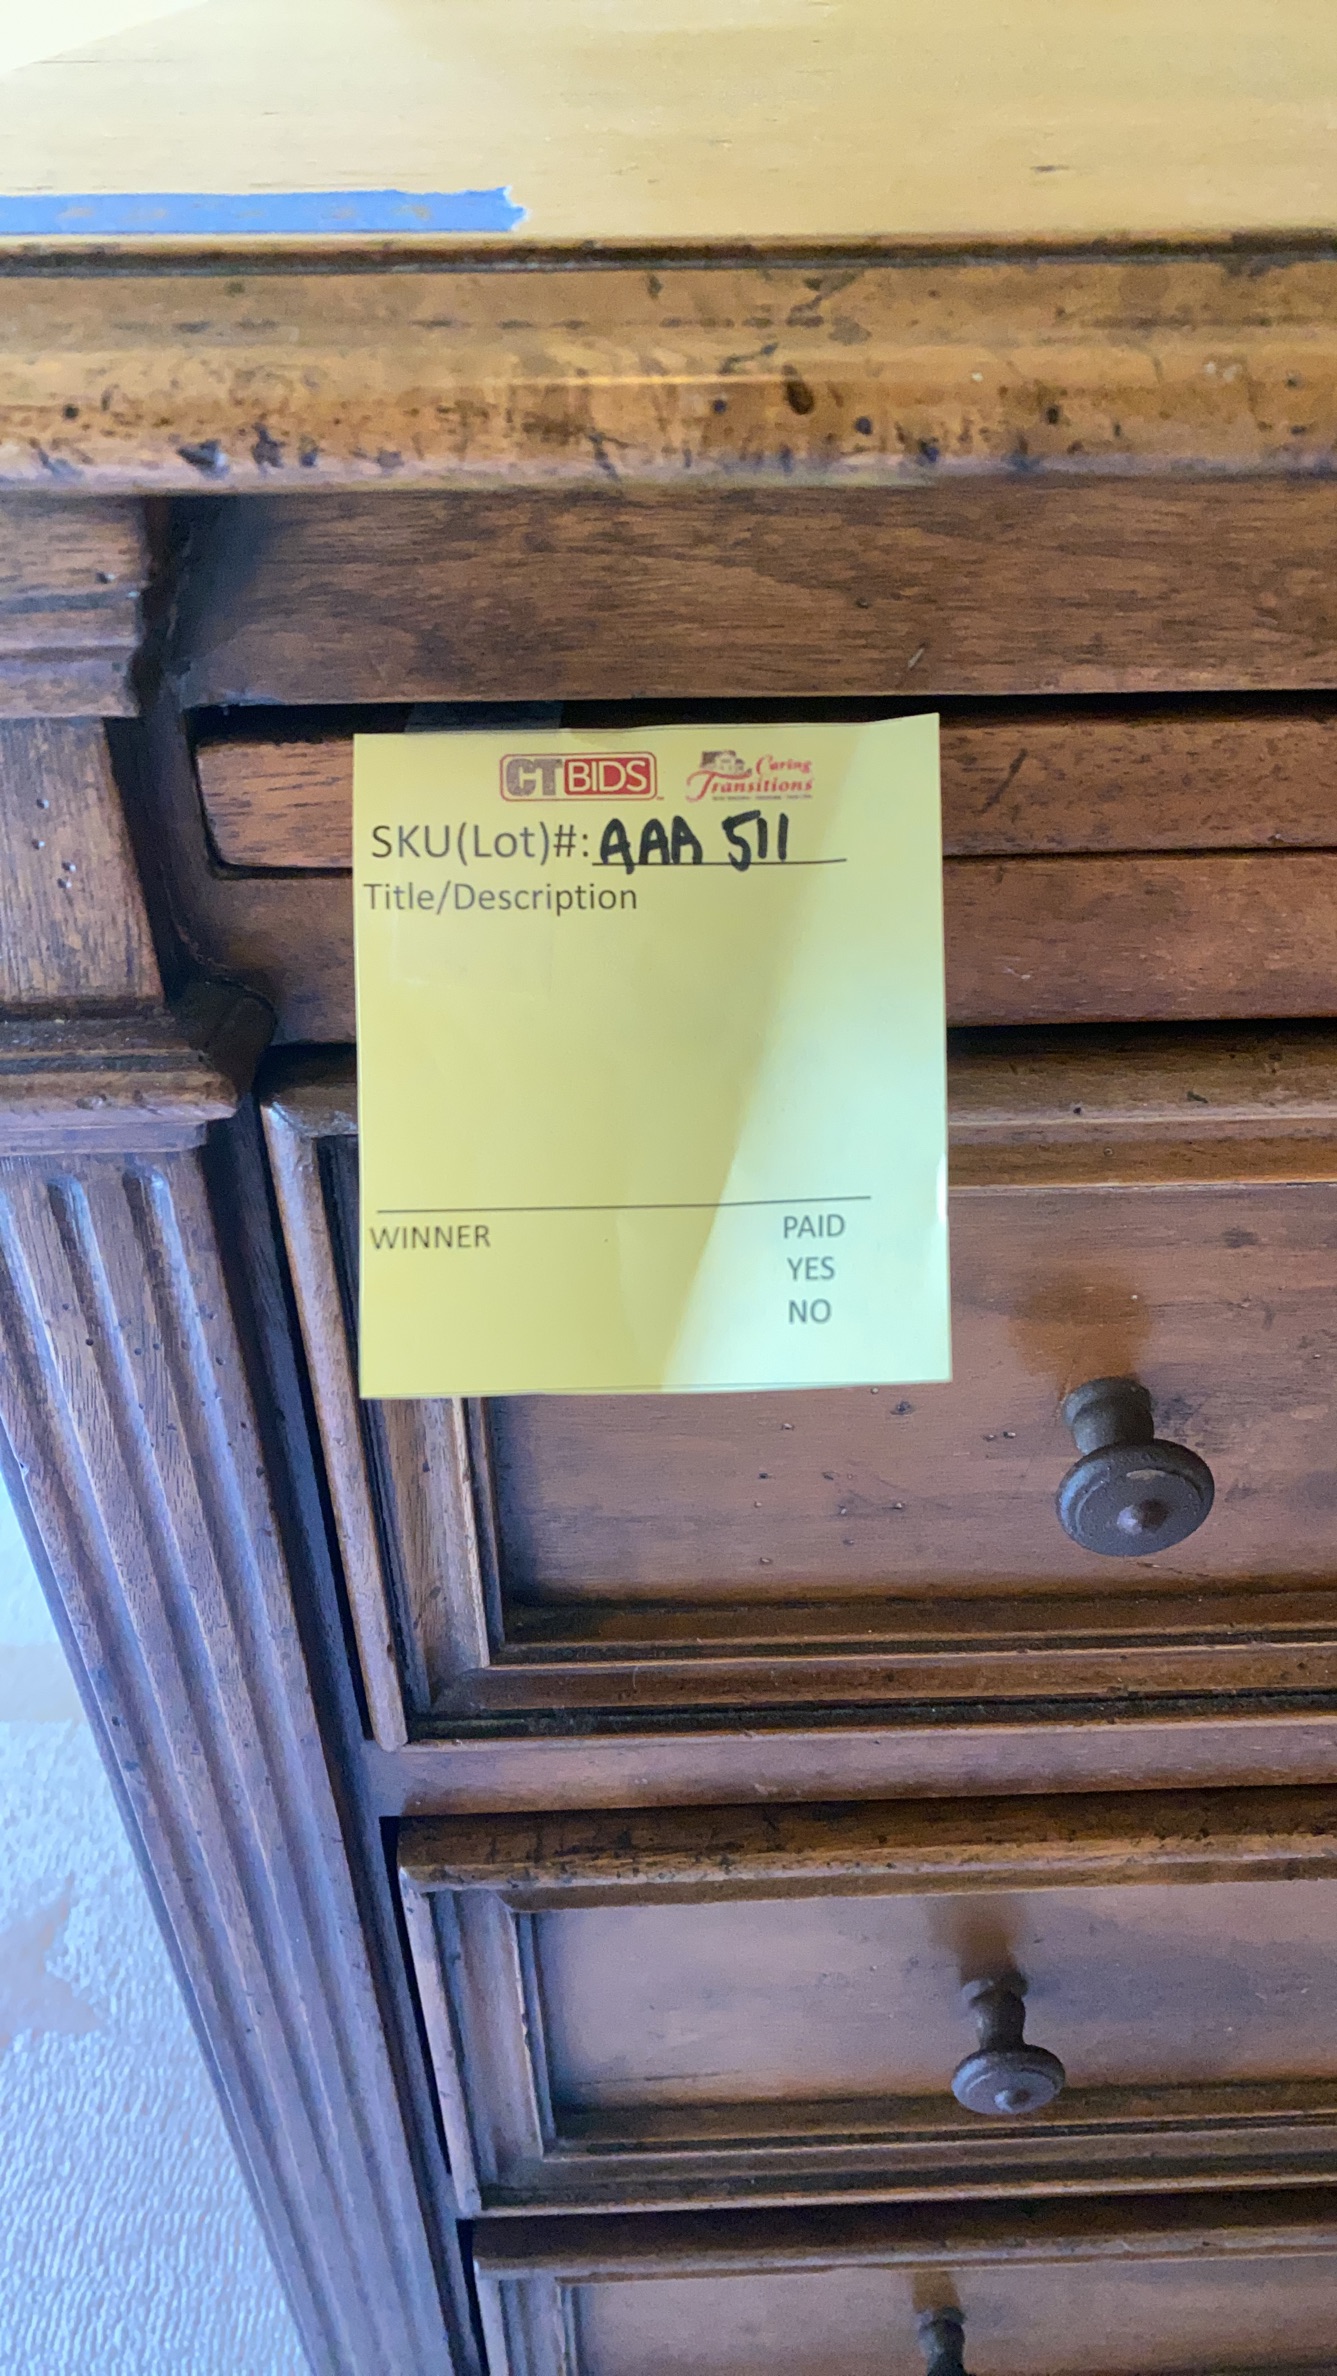 CTBIDS
Caring
Transitions
SKU(Lot)#: AAA 511
Title/Description
WINNER PAID
YES
NO